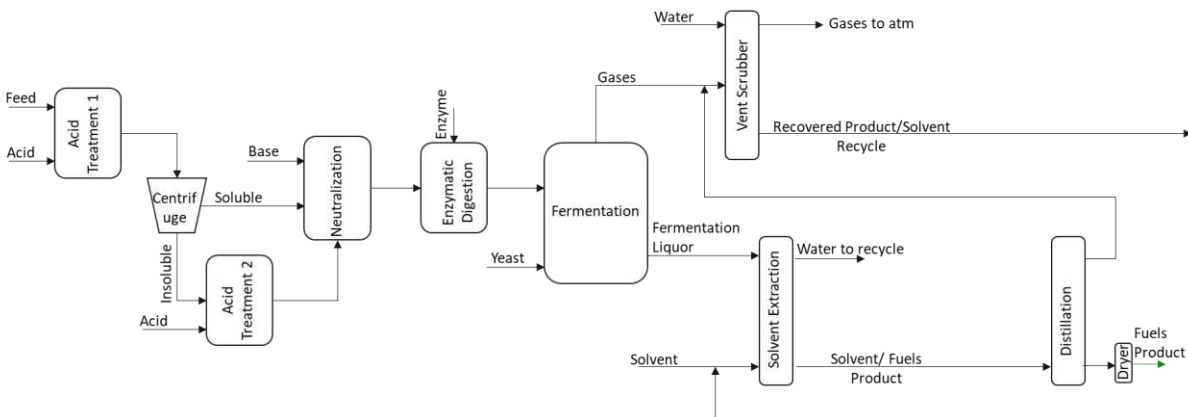 Water
Gases to atm
Vent Scrubber
Gases
Feed
Acid
Acid
Treatment 1
Enzyme
Recovered Product/Solvent
Recycle
Base
Neutralization
Enzymatic
Digestion
Centrif
uge
Soluble
Fermentation
Fermentation
Liquor
Insoluble
Yeast
Solvent Extraction
Water to recycle
Acid
Treatment 2
Acid
Distillation
Solvent
Solvent/ Fuels
Product
Dryer
Fuels
Product